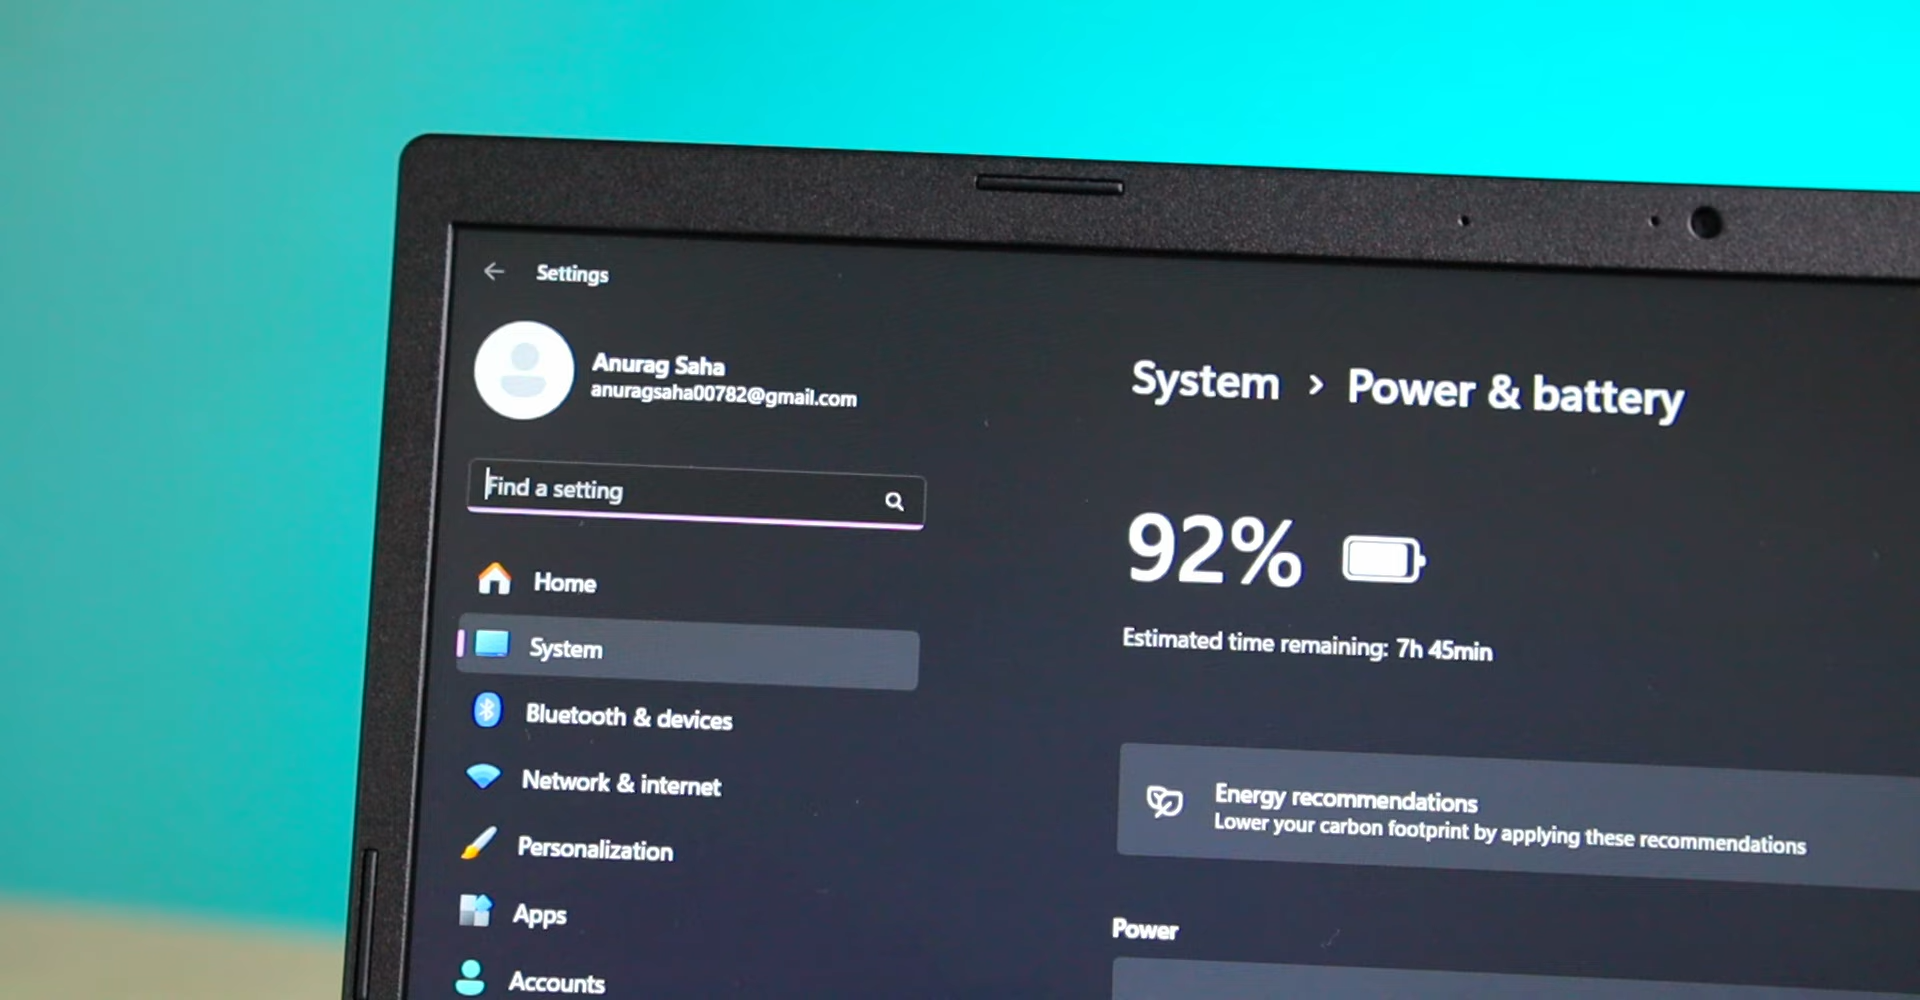 Settings
Anurag Saha
anuragsaha00782@gmail.com
Find a setting
Home
System
Bluetooth & devices
Network & internet
Personalization
Apps
Accounts
System › Power & battery
92%
Estimated time remaining: 7h 45min
Energy recommendations
Lower your carbon footprint by applying these recommendations
Power